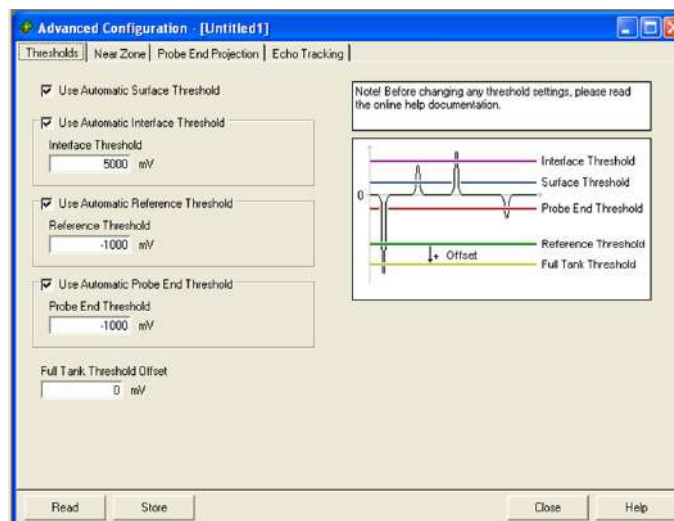 Advanced Configuration - [Untitled1]
Thresholds Near Zone Probe End Projection Echo Tracking
Use Automatic Surface Threshold
Use Automatic Interface Threshold
Interface Threshold
5000 mV
Use Automatic Reference Threshold
Reference Threshold
-1000 mV
Use Automatic Probe End Threshold
Probe End Threshold
-1000 mV
Full Tank Threshold Offset
0 mV
Note! Before changing any threshold settings, please read
the online help documentation.
Interface Threshold
Surface Threshold
0
Probe End Threshold
Reference Threshold
+ Offset
Full Tank Threshold
Read Store Close Help